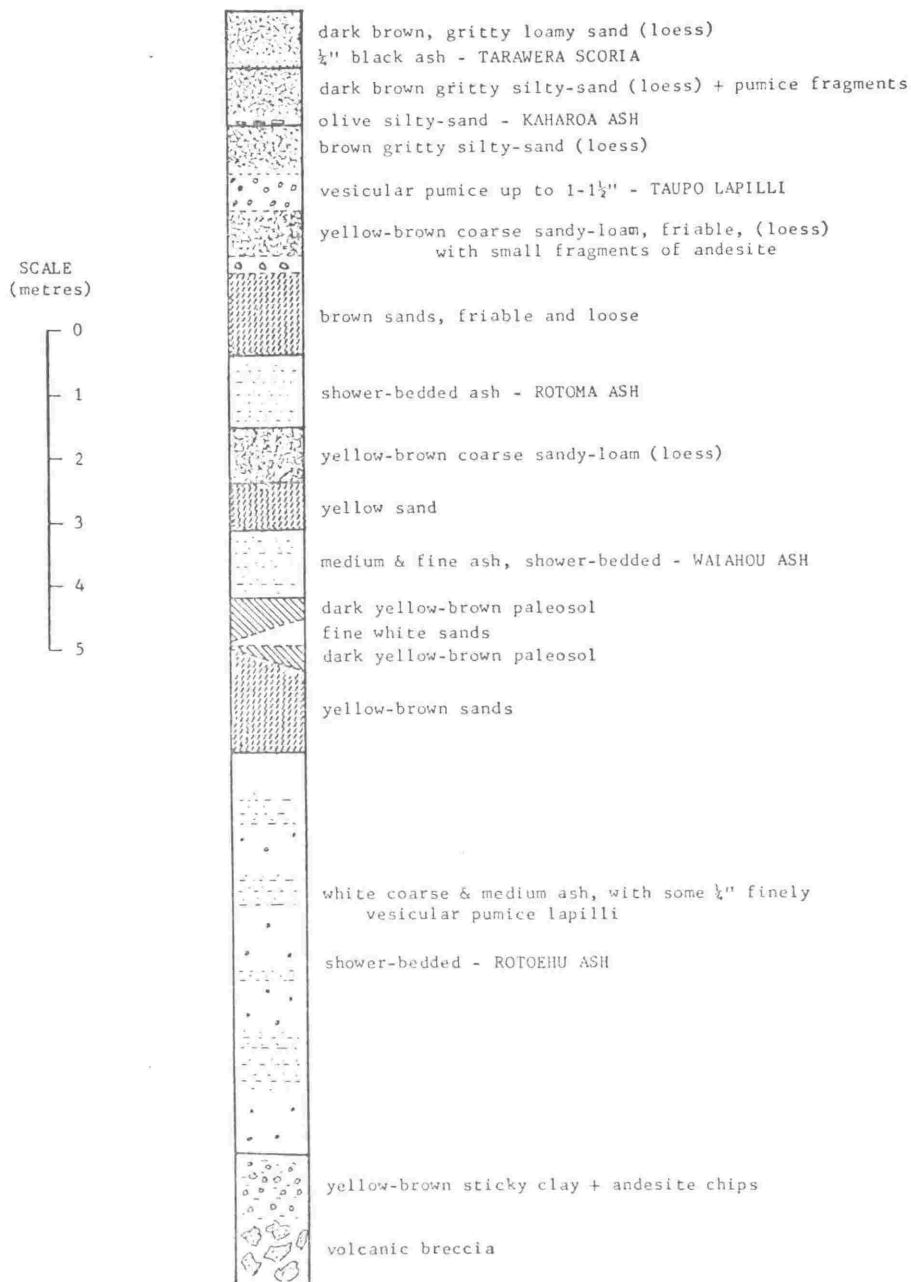 dark brown, gritty loamy sand (loess)
¼" black ash - TARAWERA SCORIA
dark brown gritty silty-sand (loess) + pumice fragments
olive silty-sand - KAHAROA ASH
brown gritty silty-sand (loess)
vesicular pumice up to 1-1½" - TAUPO LAPILLI
yellow-brown coarse sandy-loam, friable, (loess)
with small fragments of andesite
SCALE
(metres)
brown sands, friable and loose
0
1
shower-bedded ash - ROTOMA ASH
2
yellow-brown coarse sandy-loam (loess)
3
yellow sand
4
medium & fine ash, shower-bedded - WAIAHOU ASH
dark yellow-brown paleosol
fine white sands
5
dark yellow-brown paleosol
yellow-brown sands
white coarse & medium ash, with some ¼" finely
vesicular pumice lapilli
shower-bedded - ROTOEHU ASH
yellow-brown sticky clay + andesite chips
volcanic breccia